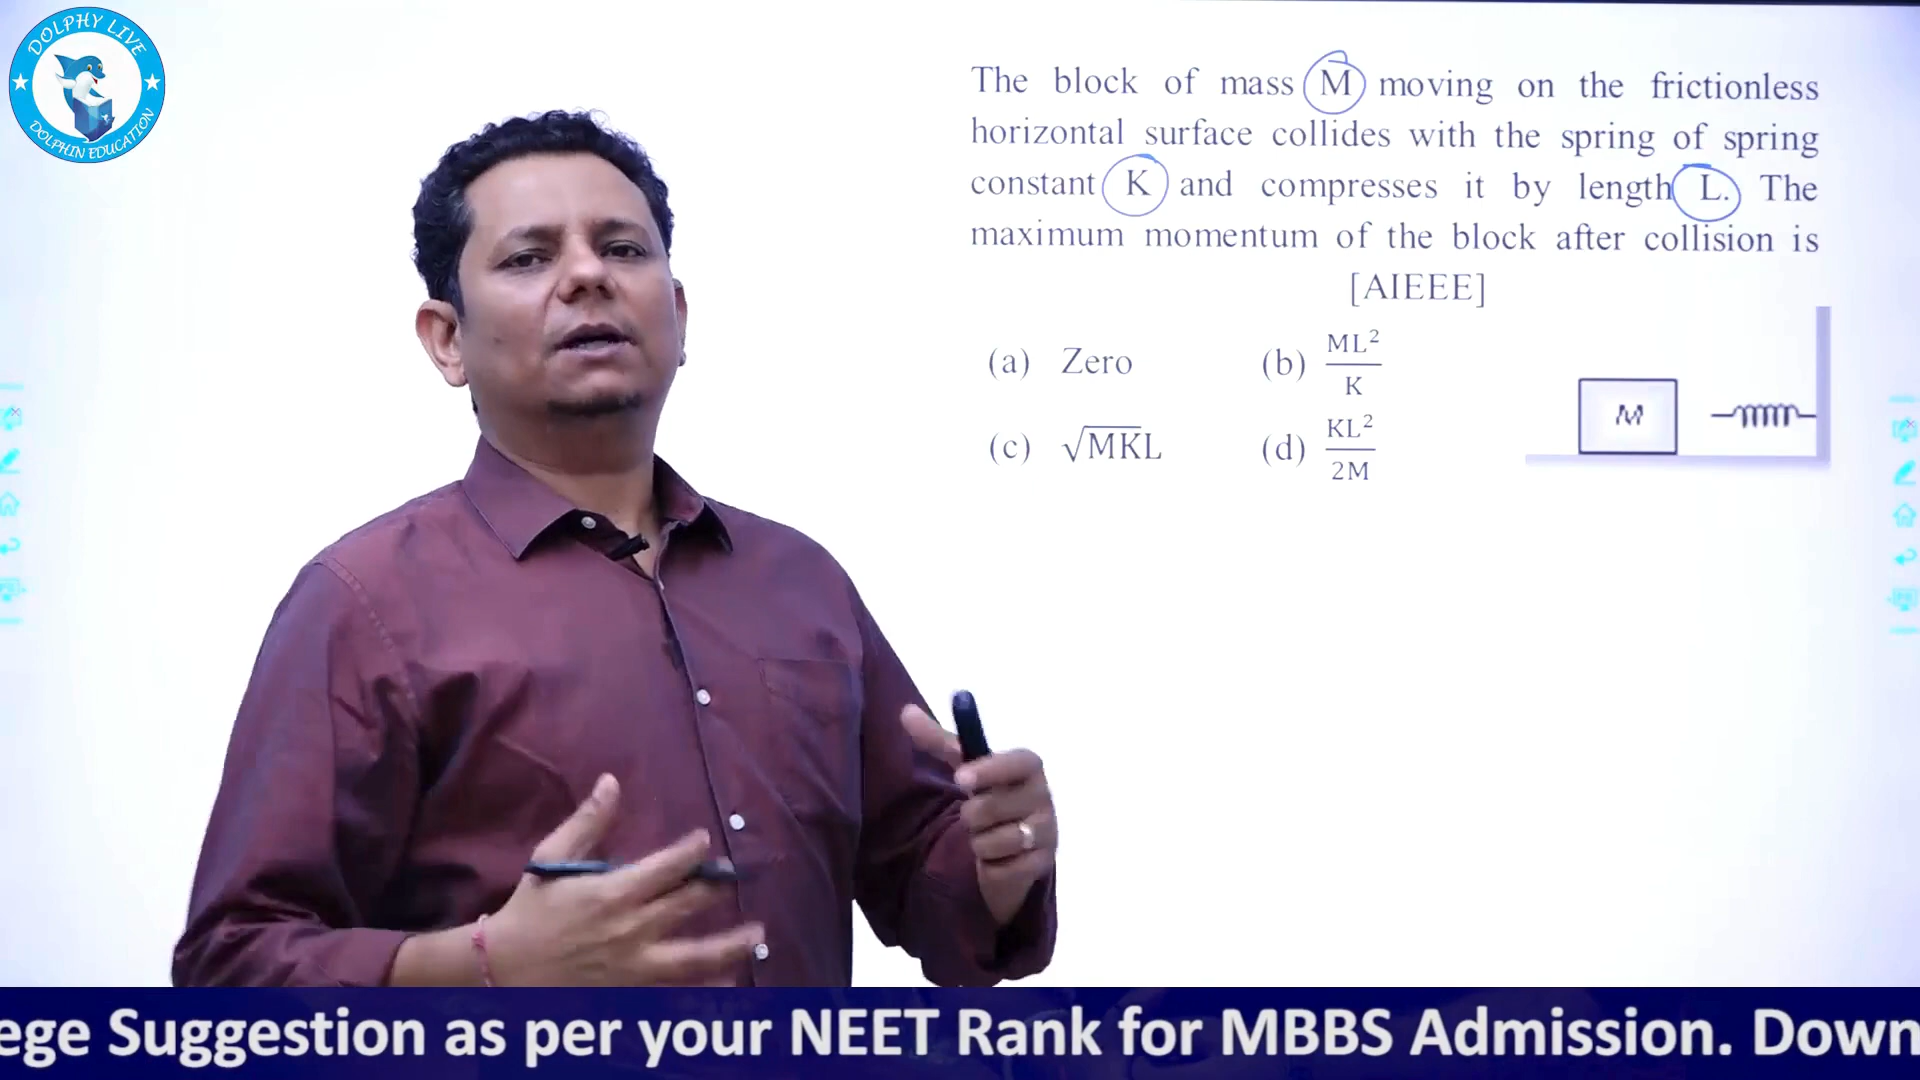 DOLPHY LIVE
DOLPHIN EDUCATION
The block of mass M moving on the frictionless
horizontal surface collides with the spring of spring
constant K and compresses it by length L. The
maximum momentum of the block after collision is
[AIEEE]
(a) Zero (b) ML²/K
(c) √MKL (d) KL²/2M
M
ege Suggestion as per your NEET Rank for MBBS Admission. Down